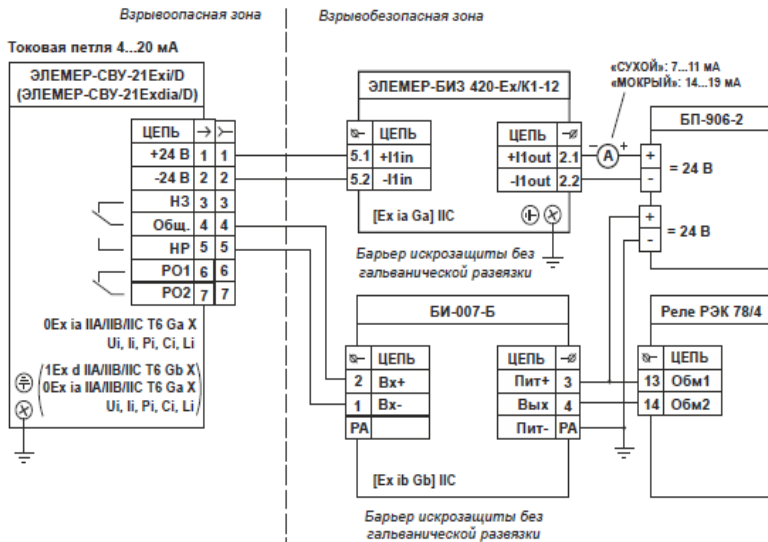 Взрывоопасная зона
Взрывобезопасная зона
Токовая петля 4...20 мА
ЭЛЕМЕР-СВУ-21Exi/D
(ЭЛЕМЕР-СВУ-21Exdia/D)
ЦЕПЬ
+24 В 1 1
-24 В 2 2
НЗ 3 3
Общ. 4 4
НР 5 5
РО1 6 6
РО2 7 7
0Ex ia IIA/IIB/IIC T6 Ga X
Ui, Ii, Pi, Ci, Li
(1Ex d IIA/IIB/IIC T6 Gb X
0Ex ia IIA/IIB/IIC T6 Ga X
Ui, Ii, Pi, Ci, Li)
ЭЛЕМЕР-БИЗ 420-Ex/К1-12
ЦЕПЬ
5.1 +I1in
5.2 -I1in
ЦЕПЬ
+I1out 2.1
-I1out 2.2
[Ex ia Ga] IIC
Барьер искрозащиты без
гальванической развязки
«СУХОЙ»: 7...11 мА
«МОКРЫЙ»: 14...19 мА
- A +
БП-906-2
+
= 24 В
-
+
= 24 В
-
БИ-007-Б
ЦЕПЬ
2 Вх+
1 Вх-
PA
ЦЕПЬ
Пит+ 3
Вых 4
Пит- PA
[Ex ib Gb] IIC
Барьер искрозащиты без
гальванической развязки
Реле РЭК 78/4
ЦЕПЬ
13 Обм1
14 Обм2